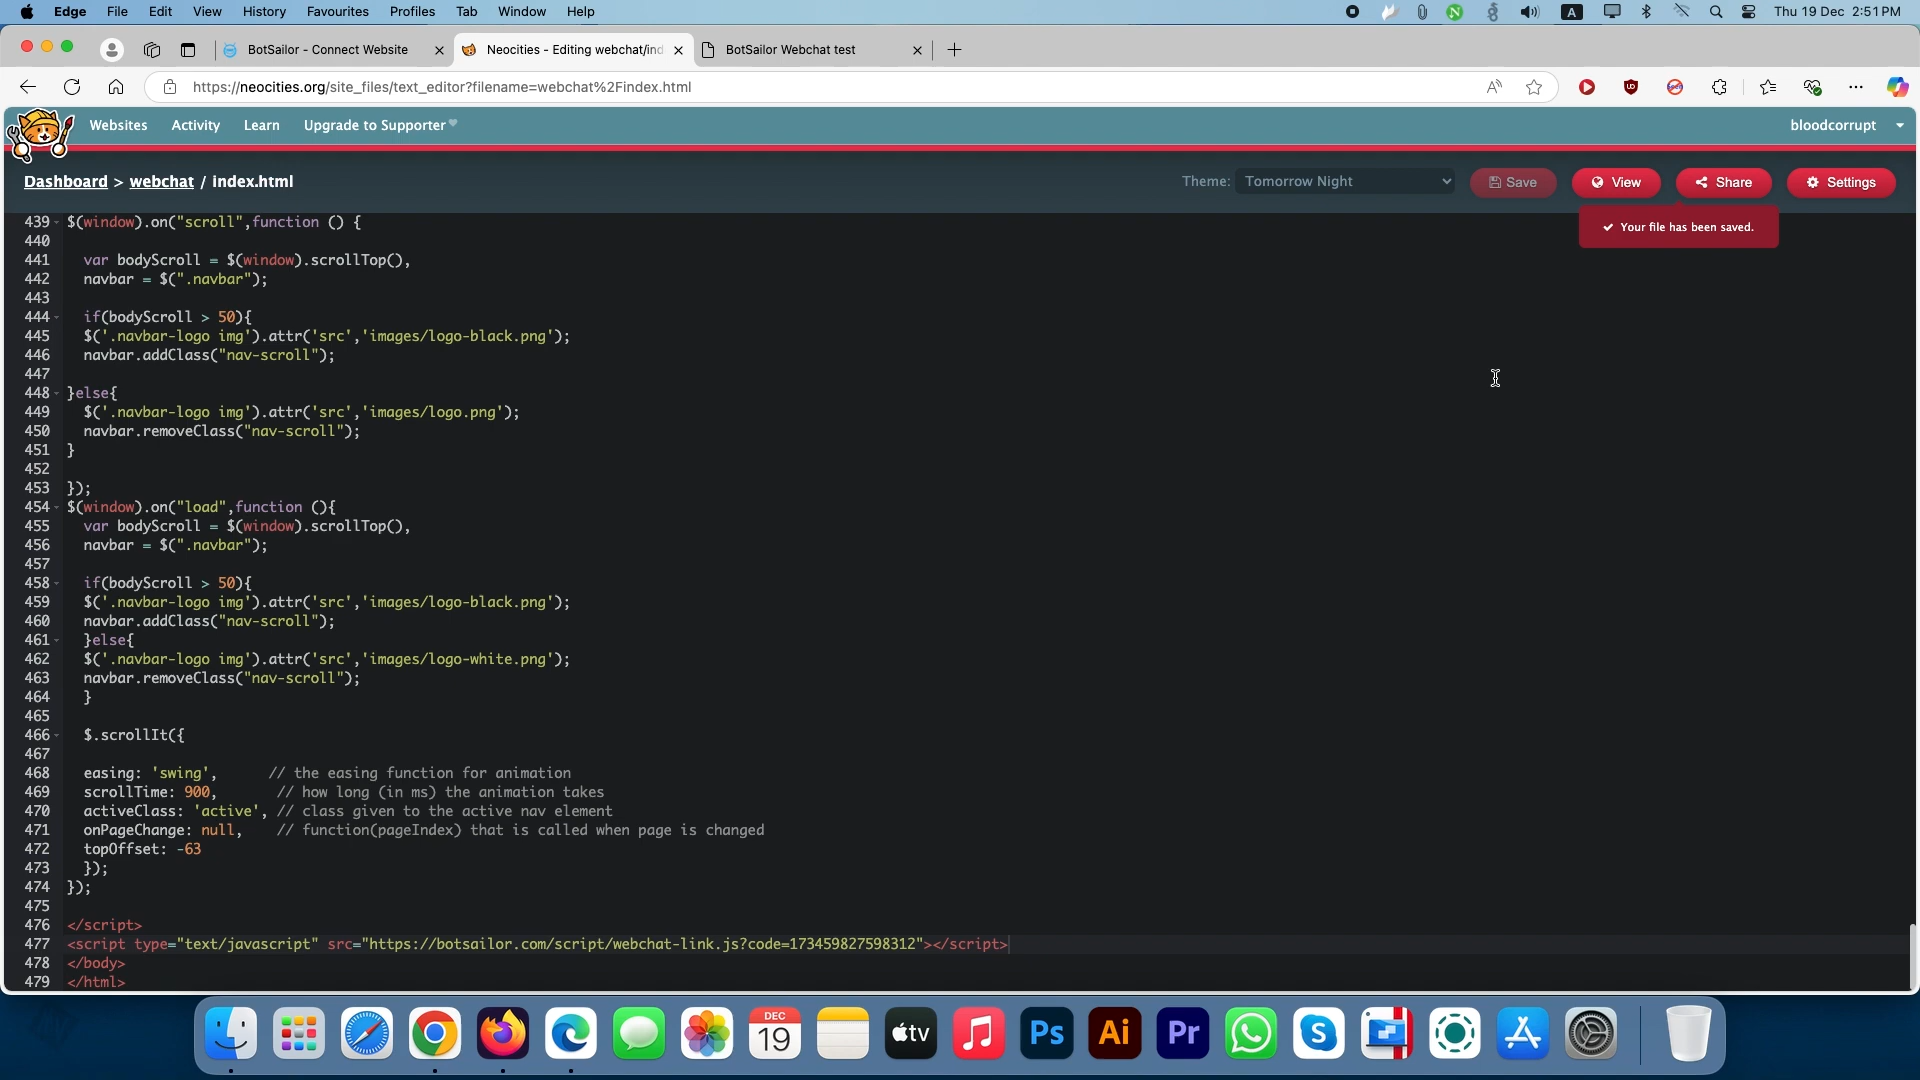 Edge File Edit View History Favourites Profiles Tab Window Help A Thu 19 Dec 2:51 PM
BotSailor - Connect Website
Neocities - Editing webchat/ind
BotSailor Webchat test
https://neocities.org/site_files/text_editor?filename=webchat%2Findex.html
Websites Activity Learn Upgrade to Supporter bloodcorrupt
Dashboard > webchat / index.html Theme: Tomorrow Night Save View Share Settings
Your file has been saved.
439 $(window).on("scroll",function () {
440
441 var bodyScroll = $(window).scrollTop(),
442 navbar = $(".navbar");
443
444 if(bodyScroll > 50){
445 $('.navbar-logo img').attr('src','images/logo-black.png');
446 navbar.addClass("nav-scroll");
447
448 }else{
449 $('.navbar-logo img').attr('src','images/logo.png');
450 navbar.removeClass("nav-scroll");
451 }
452
453 });
454 $(window).on("load",function (){
455 var bodyScroll = $(window).scrollTop(),
456 navbar = $(".navbar");
457
458 if(bodyScroll > 50){
459 $('.navbar-logo img').attr('src','images/logo-black.png');
460 navbar.addClass("nav-scroll");
461 }else{
462 $('.navbar-logo img').attr('src','images/logo-white.png');
463 navbar.removeClass("nav-scroll");
464 }
465
466 $.scrollIt({
467
468 easing: 'swing', // the easing function for animation
469 scrollTime: 900, // how long (in ms) the animation takes
470 activeClass: 'active', // class given to the active nav element
471 onPageChange: null, // function(pageIndex) that is called when page is changed
472 topOffset: -63
473 });
474 });
475
476 </script>
477 <script type="text/javascript" src="https://botsailor.com/script/webchat-link.js?code=173459827598312"></script>
478 </body>
479 </html>
DEC
19
tv
Ps
Ai
Pr